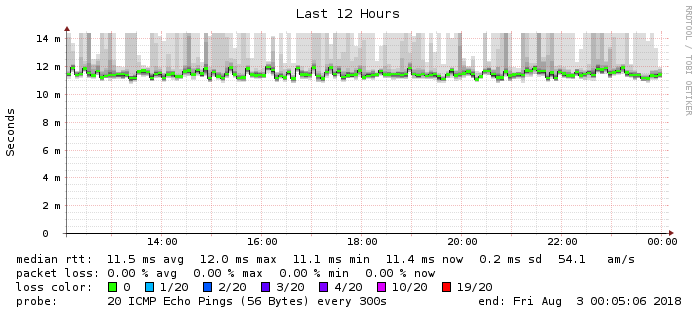 Last 12 Hours
RRDTOOL / TOBI OETIKER
Seconds
14 m
12 m
10 m
8 m
6 m
4 m
2 m
0
14:00 16:00 18:00 20:00 22:00 00:00
median rtt: 11.5 ms avg 12.0 ms max 11.1 ms min 11.4 ms now 0.2 ms sd 54.1 am/s
packet loss: 0.00 % avg 0.00 % max 0.00 % min 0.00 % now
loss color: 0 1/20 2/20 3/20 4/20 10/20 19/20
probe: 20 ICMP Echo Pings (56 Bytes) every 300s end: Fri Aug 3 00:05:06 2018